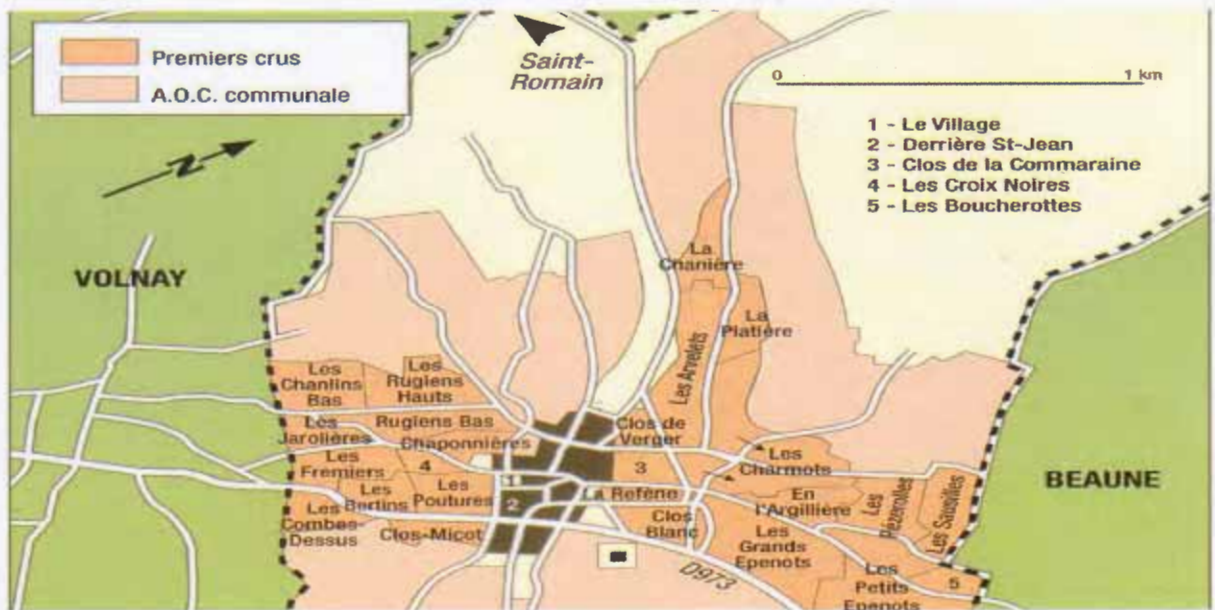 Premiers crus
A.O.C. communale
N
Saint-
Romain
0 1 km
1 - Le Village
2 - Derrière St-Jean
3 - Clos de la Commaraine
4 - Les Croix Noires
5 - Les Boucherottes
VOLNAY
BEAUNE
La
Chanière
La
Platière
Les Arvelets
Les
Chanlins
Bas
Les
Rugiens
Hauts
Les
Jarolières
Rugiens Bas
Chaponnières
Clos de
Verger
Les
Fremiers
4
3
Les
Charmots
Les
Bertins
Les
Poutures
1
2
La Refène
En
l'Argillière
Les
Pézerolles
Les Saucilles
Les
Combes-
Dessus
Clos-Micot
Clos
Blanc
Les
Grands
Epenots
D973
Les
Petits
Epenots
5